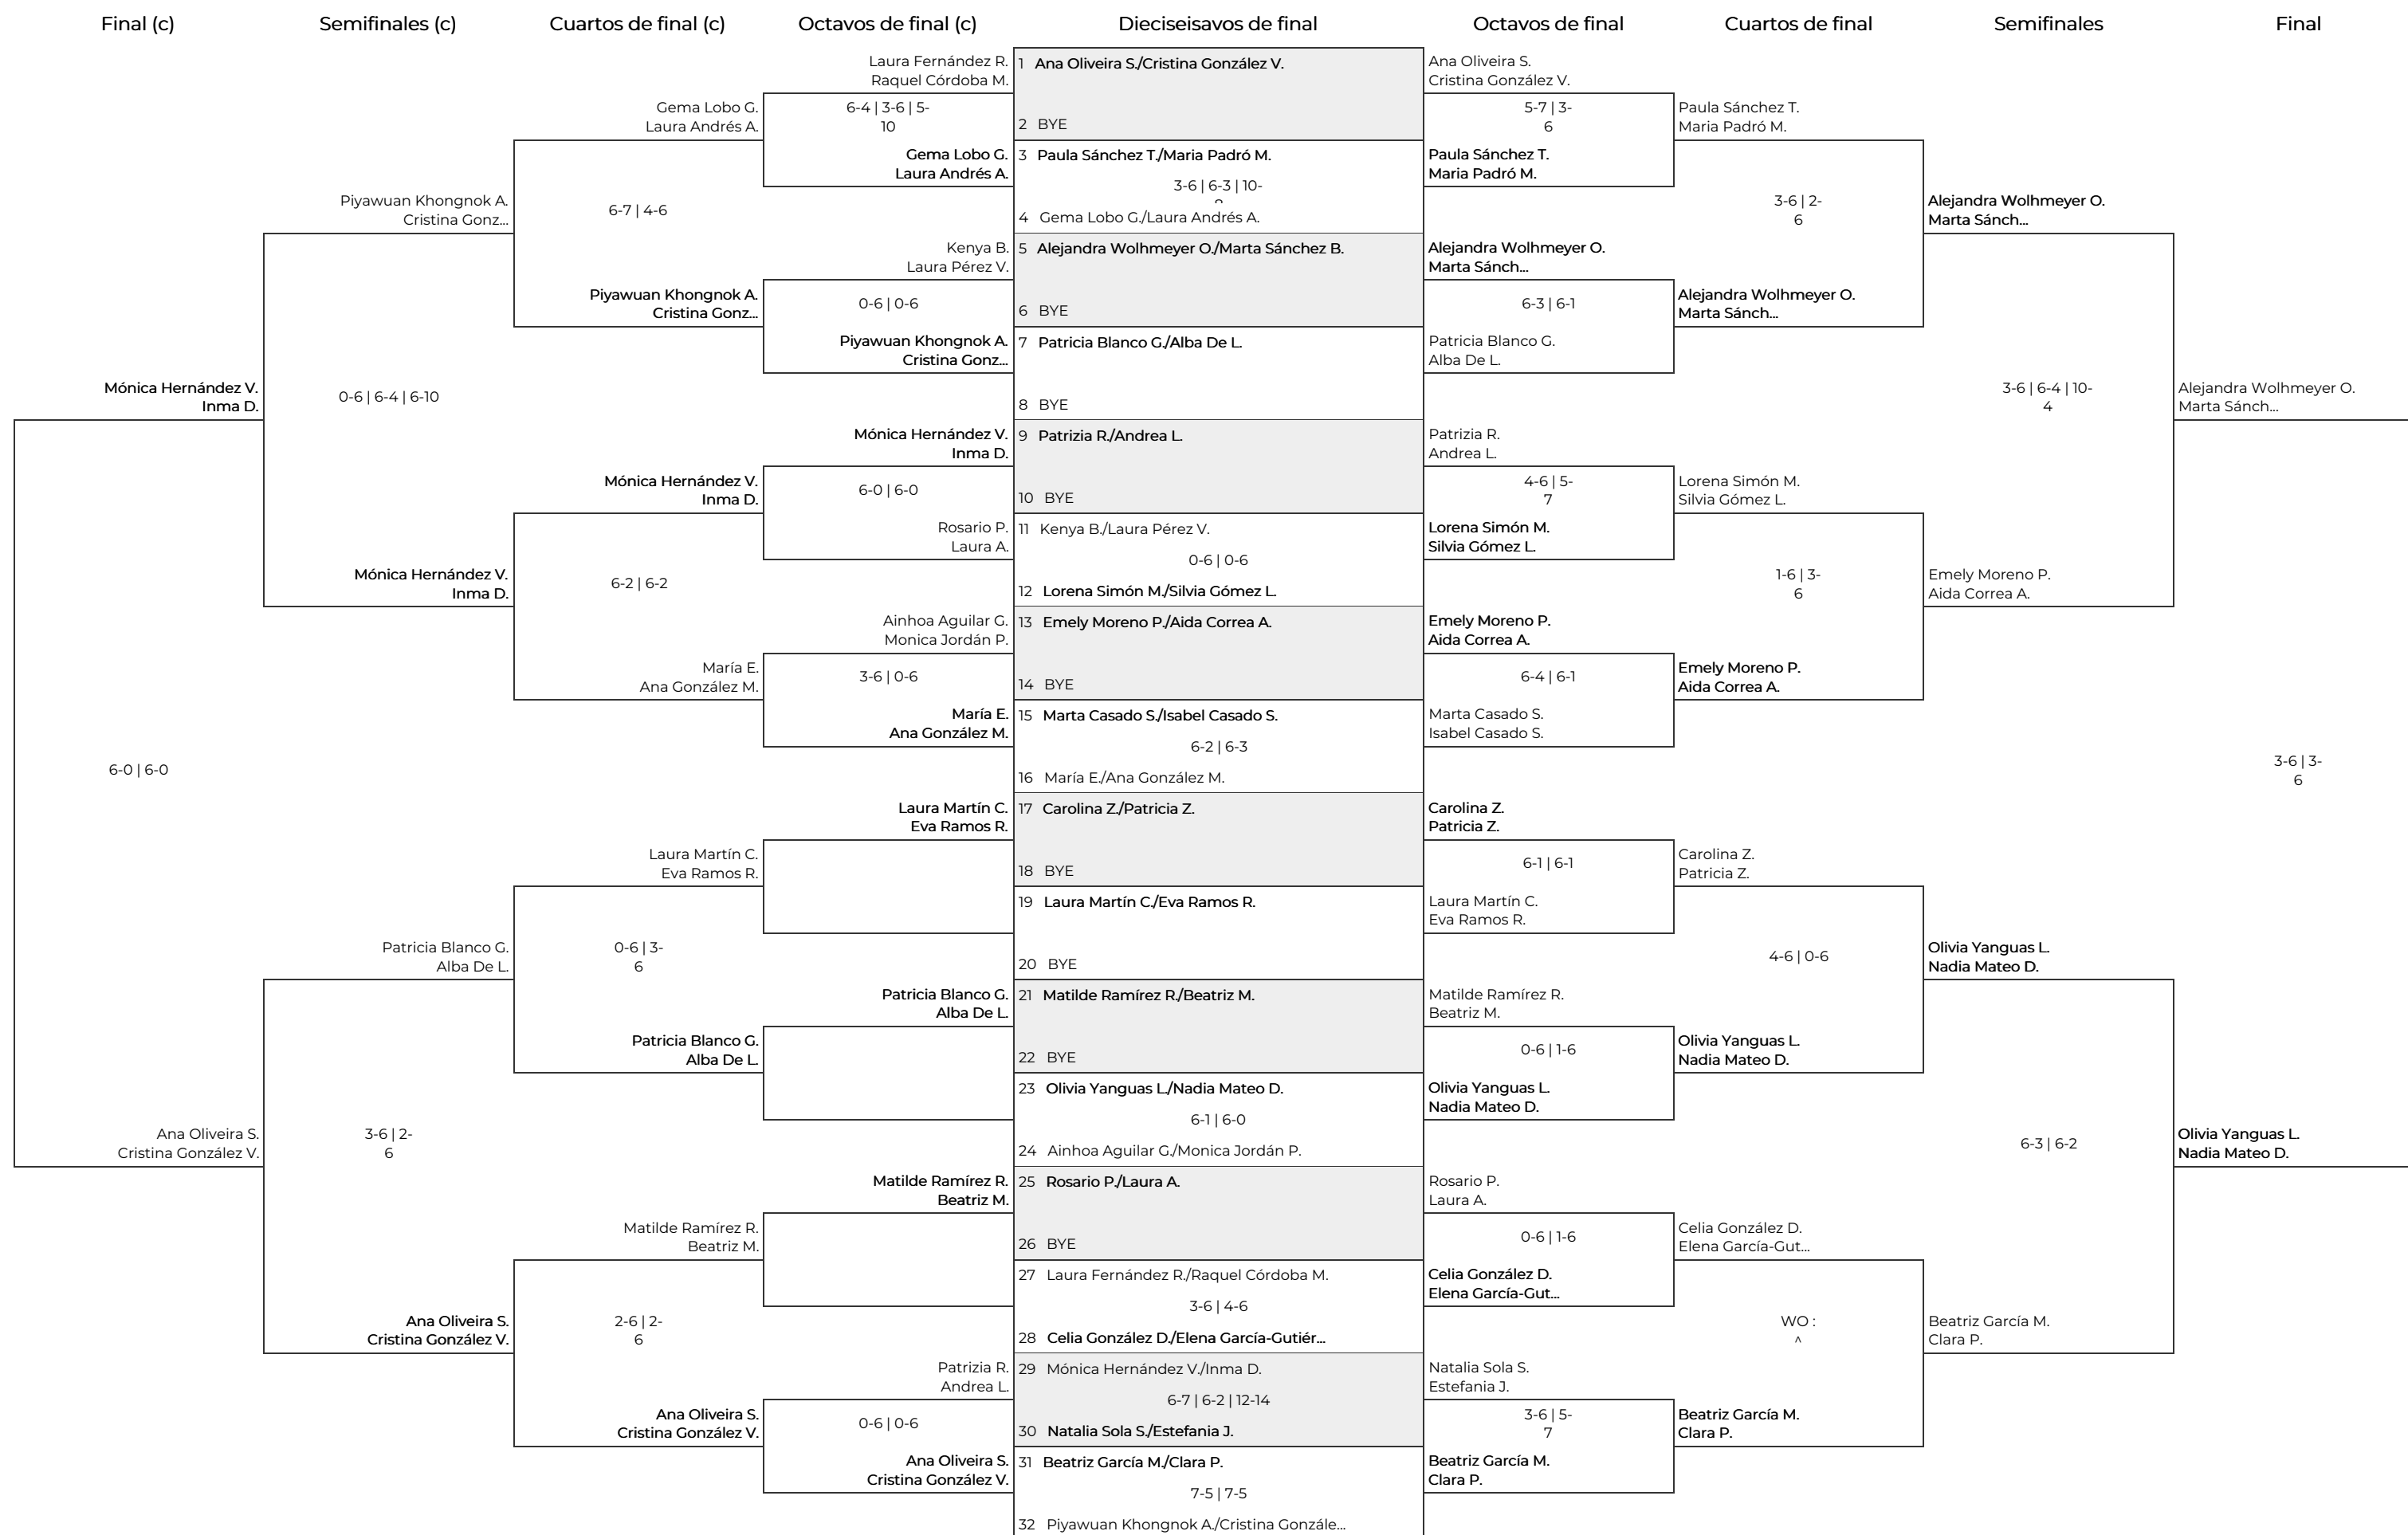 Final (c)
Semifinales (c)
Cuartos de final (c)
Octavos de final (c)
Dieciseisavos de final
Octavos de final
Cuartos de final
Semifinales
Final
Mónica Hernández V.
Inma D.
6-0 | 6-0
Ana Oliveira S.
Cristina González V.
Piyawuan Khongnok A.
Cristina Gonz...
0-6 | 6-4 | 6-10
Mónica Hernández V.
Inma D.
Patricia Blanco G.
Alba De L.
3-6 | 2-
6
Ana Oliveira S.
Cristina González V.
Gema Lobo G.
Laura Andrés A.
6-7 | 4-6
Piyawuan Khongnok A.
Cristina Gonz...
Mónica Hernández V.
Inma D.
6-2 | 6-2
María E.
Ana González M.
Laura Martín C.
Eva Ramos R.
0-6 | 3-
6
Patricia Blanco G.
Alba De L.
Matilde Ramírez R.
Beatriz M.
2-6 | 2-
6
Ana Oliveira S.
Cristina González V.
Laura Fernández R.
Raquel Córdoba M.
6-4 | 3-6 | 5-
10
Gema Lobo G.
Laura Andrés A.
Kenya B.
Laura Pérez V.
0-6 | 0-6
Piyawuan Khongnok A.
Cristina Gonz...
Mónica Hernández V.
Inma D.
6-0 | 6-0
Rosario P.
Laura A.
Ainhoa Aguilar G.
Monica Jordán P.
3-6 | 0-6
María E.
Ana González M.
Laura Martín C.
Eva Ramos R.
Patricia Blanco G.
Alba De L.
Matilde Ramírez R.
Beatriz M.
Patrizia R.
Andrea L.
0-6 | 0-6
Ana Oliveira S.
Cristina González V.
1 Ana Oliveira S./Cristina González V.
2 BYE
3 Paula Sánchez T./Maria Padró M.
3-6 | 6-3 | 10-
4 Gema Lobo G./Laura Andrés A.
5 Alejandra Wolhmeyer O./Marta Sánchez B.
6 BYE
7 Patricia Blanco G./Alba De L.
8 BYE
9 Patrizia R./Andrea L.
10 BYE
11 Kenya B./Laura Pérez V.
0-6 | 0-6
12 Lorena Simón M./Silvia Gómez L.
13 Emely Moreno P./Aida Correa A.
14 BYE
15 Marta Casado S./Isabel Casado S.
6-2 | 6-3
16 María E./Ana González M.
17 Carolina Z./Patricia Z.
18 BYE
19 Laura Martín C./Eva Ramos R.
20 BYE
21 Matilde Ramírez R./Beatriz M.
22 BYE
23 Olivia Yanguas L./Nadia Mateo D.
6-1 | 6-0
24 Ainhoa Aguilar G./Monica Jordán P.
25 Rosario P./Laura A.
26 BYE
27 Laura Fernández R./Raquel Córdoba M.
3-6 | 4-6
28 Celia González D./Elena García-Gutiér...
29 Mónica Hernández V./Inma D.
6-7 | 6-2 | 12-14
30 Natalia Sola S./Estefania J.
31 Beatriz García M./Clara P.
7-5 | 7-5
32 Piyawuan Khongnok A./Cristina Gonzále...
Ana Oliveira S.
Cristina González V.
5-7 | 3-
6
Paula Sánchez T.
Maria Padró M.
Alejandra Wolhmeyer O.
Marta Sánch...
6-3 | 6-1
Patricia Blanco G.
Alba De L.
Patrizia R.
Andrea L.
4-6 | 5-
7
Lorena Simón M.
Silvia Gómez L.
Emely Moreno P.
Aida Correa A.
6-4 | 6-1
Marta Casado S.
Isabel Casado S.
Carolina Z.
Patricia Z.
6-1 | 6-1
Laura Martín C.
Eva Ramos R.
Matilde Ramírez R.
Beatriz M.
0-6 | 1-6
Olivia Yanguas L.
Nadia Mateo D.
Rosario P.
Laura A.
0-6 | 1-6
Celia González D.
Elena García-Gut...
Natalia Sola S.
Estefania J.
3-6 | 5-
7
Beatriz García M.
Clara P.
Paula Sánchez T.
Maria Padró M.
3-6 | 2-
6
Alejandra Wolhmeyer O.
Marta Sánch...
Lorena Simón M.
Silvia Gómez L.
1-6 | 3-
6
Emely Moreno P.
Aida Correa A.
Carolina Z.
Patricia Z.
4-6 | 0-6
Olivia Yanguas L.
Nadia Mateo D.
Celia González D.
Elena García-Gut...
WO :
^
Beatriz García M.
Clara P.
Alejandra Wolhmeyer O.
Marta Sánch...
3-6 | 6-4 | 10-
4
Emely Moreno P.
Aida Correa A.
Olivia Yanguas L.
Nadia Mateo D.
6-3 | 6-2
Beatriz García M.
Clara P.
Alejandra Wolhmeyer O.
Marta Sánch...
3-6 | 3-
6
Olivia Yanguas L.
Nadia Mateo D.